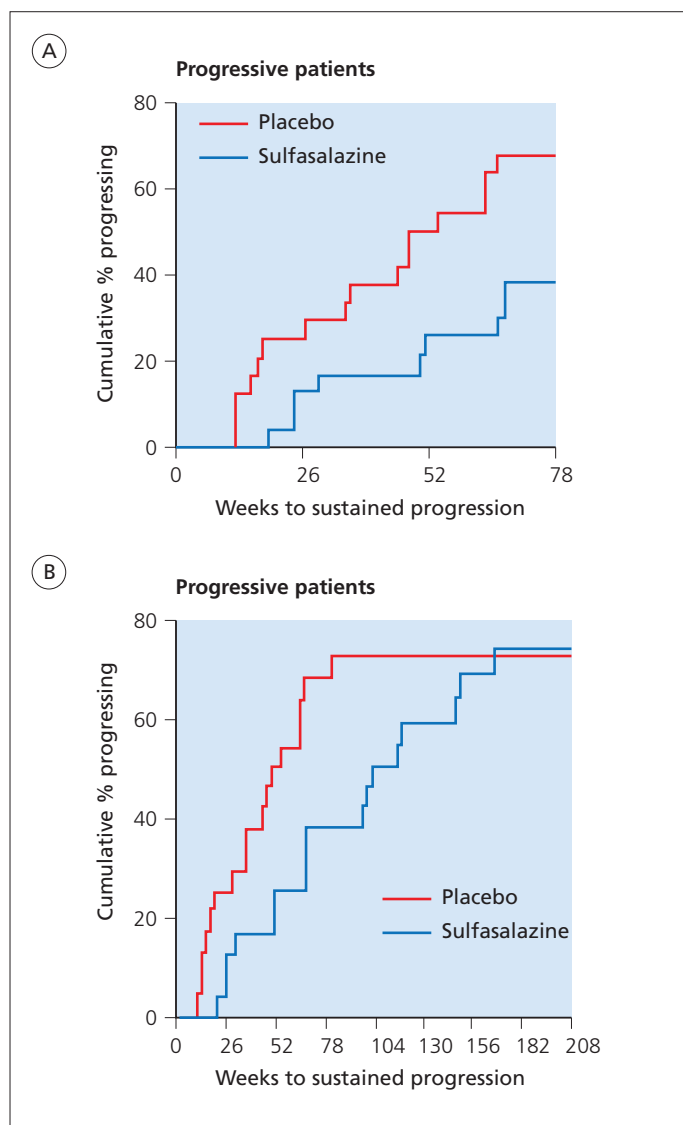 A
Progressive patients
80
60
40
20
0
Cumulative % progressing
Placebo
Sulfasalazine
0 26 52 78
Weeks to sustained progression
B
Progressive patients
80
60
40
20
0
Cumulative % progressing
Placebo
Sulfasalazine
0 26 52 78 104 130 156 182 208
Weeks to sustained progression